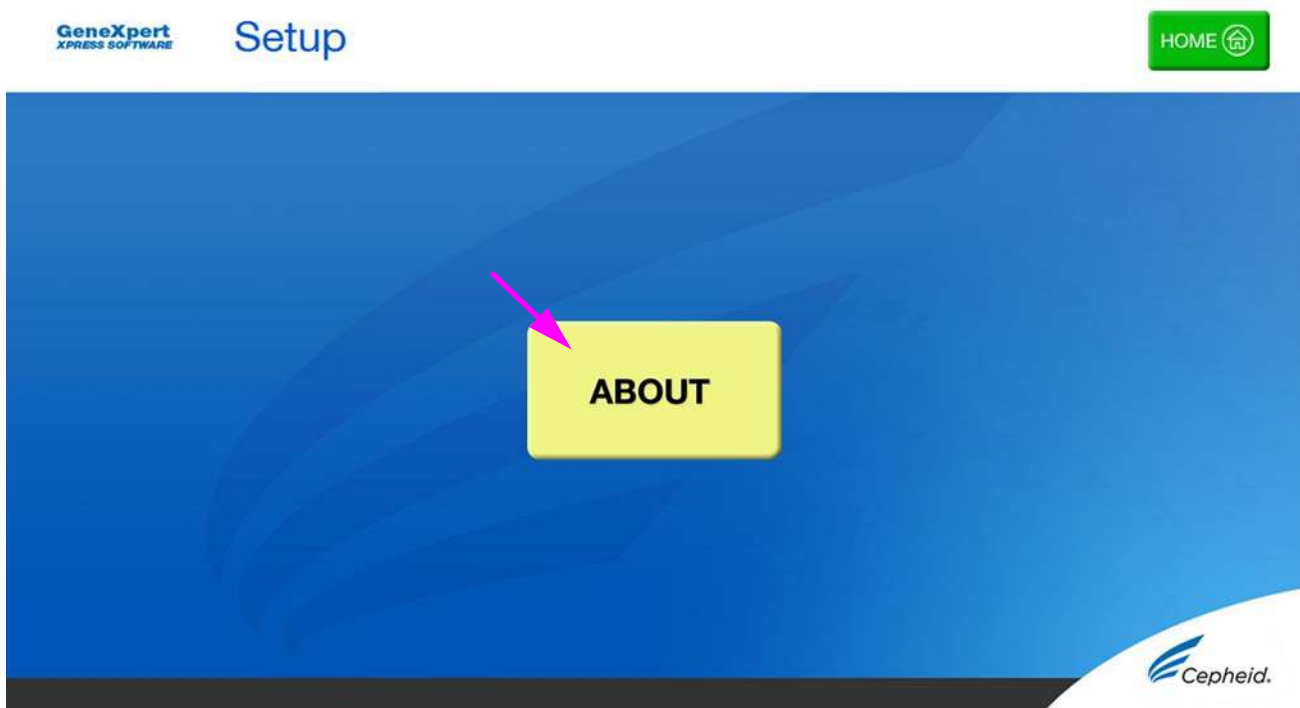 GeneXpert
XPRESS SOFTWARE
Setup
HOME
ABOUT
Cepheid.